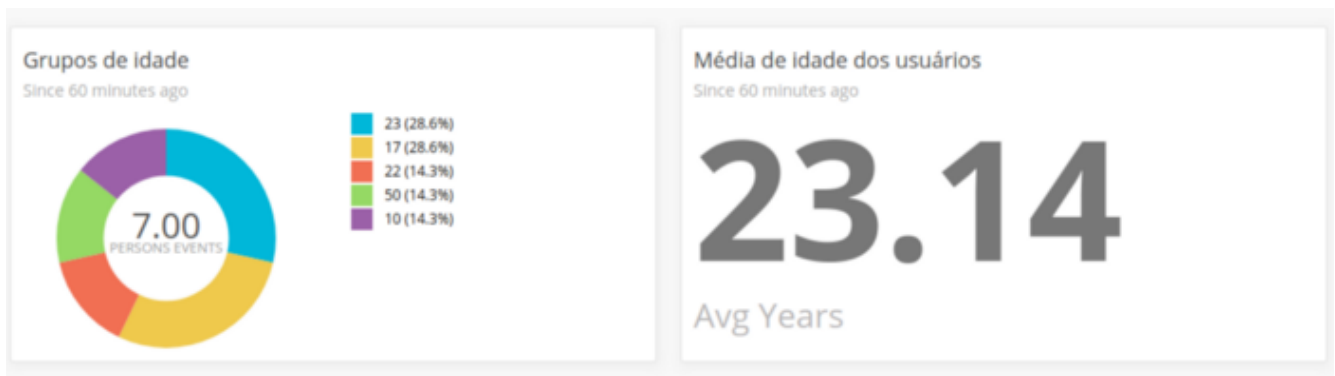 Grupos de idade
Since 60 minutes ago
23 (28.6%)
17 (28.6%)
22 (14.3%)
50 (14.3%)
10 (14.3%)
7.00
PERSONS EVENTS
Média de idade dos usuários
Since 60 minutes ago
23.14
Avg Years